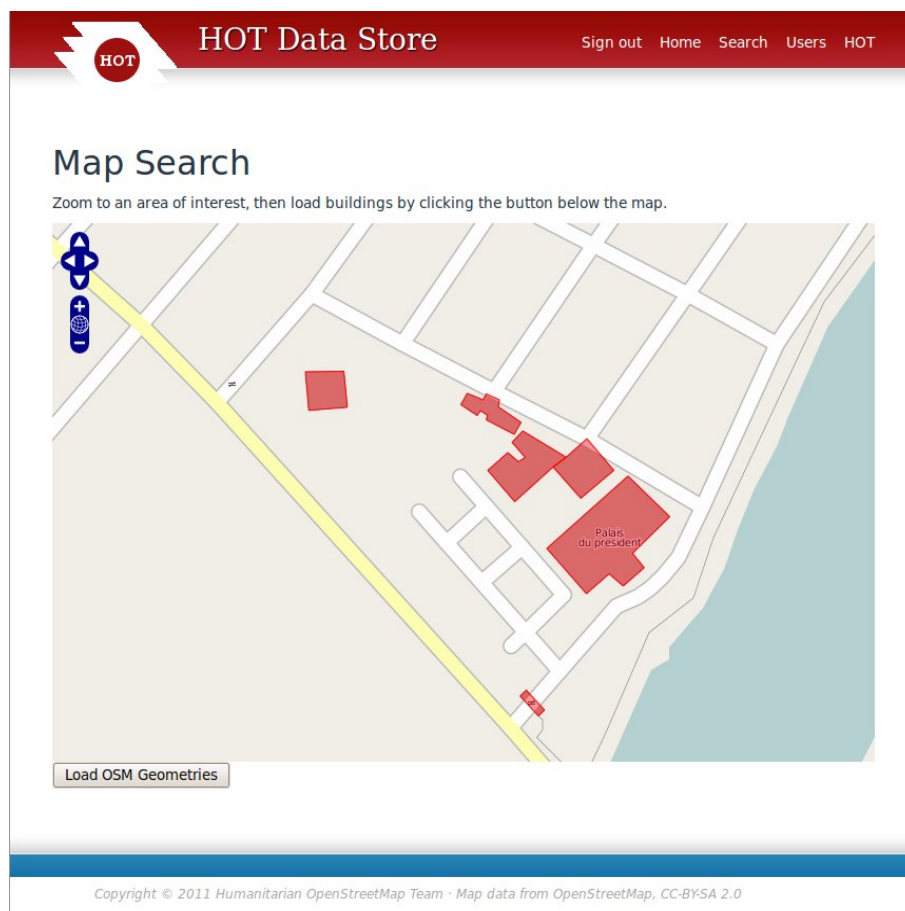 HOT
HOT Data Store
Sign out Home Search Users HOT
Map Search
Zoom to an area of interest, then load buildings by clicking the button below the map.
Palais
du président
Load OSM Geometries
Copyright © 2011 Humanitarian OpenStreetMap Team · Map data from OpenStreetMap, CC-BY-SA 2.0